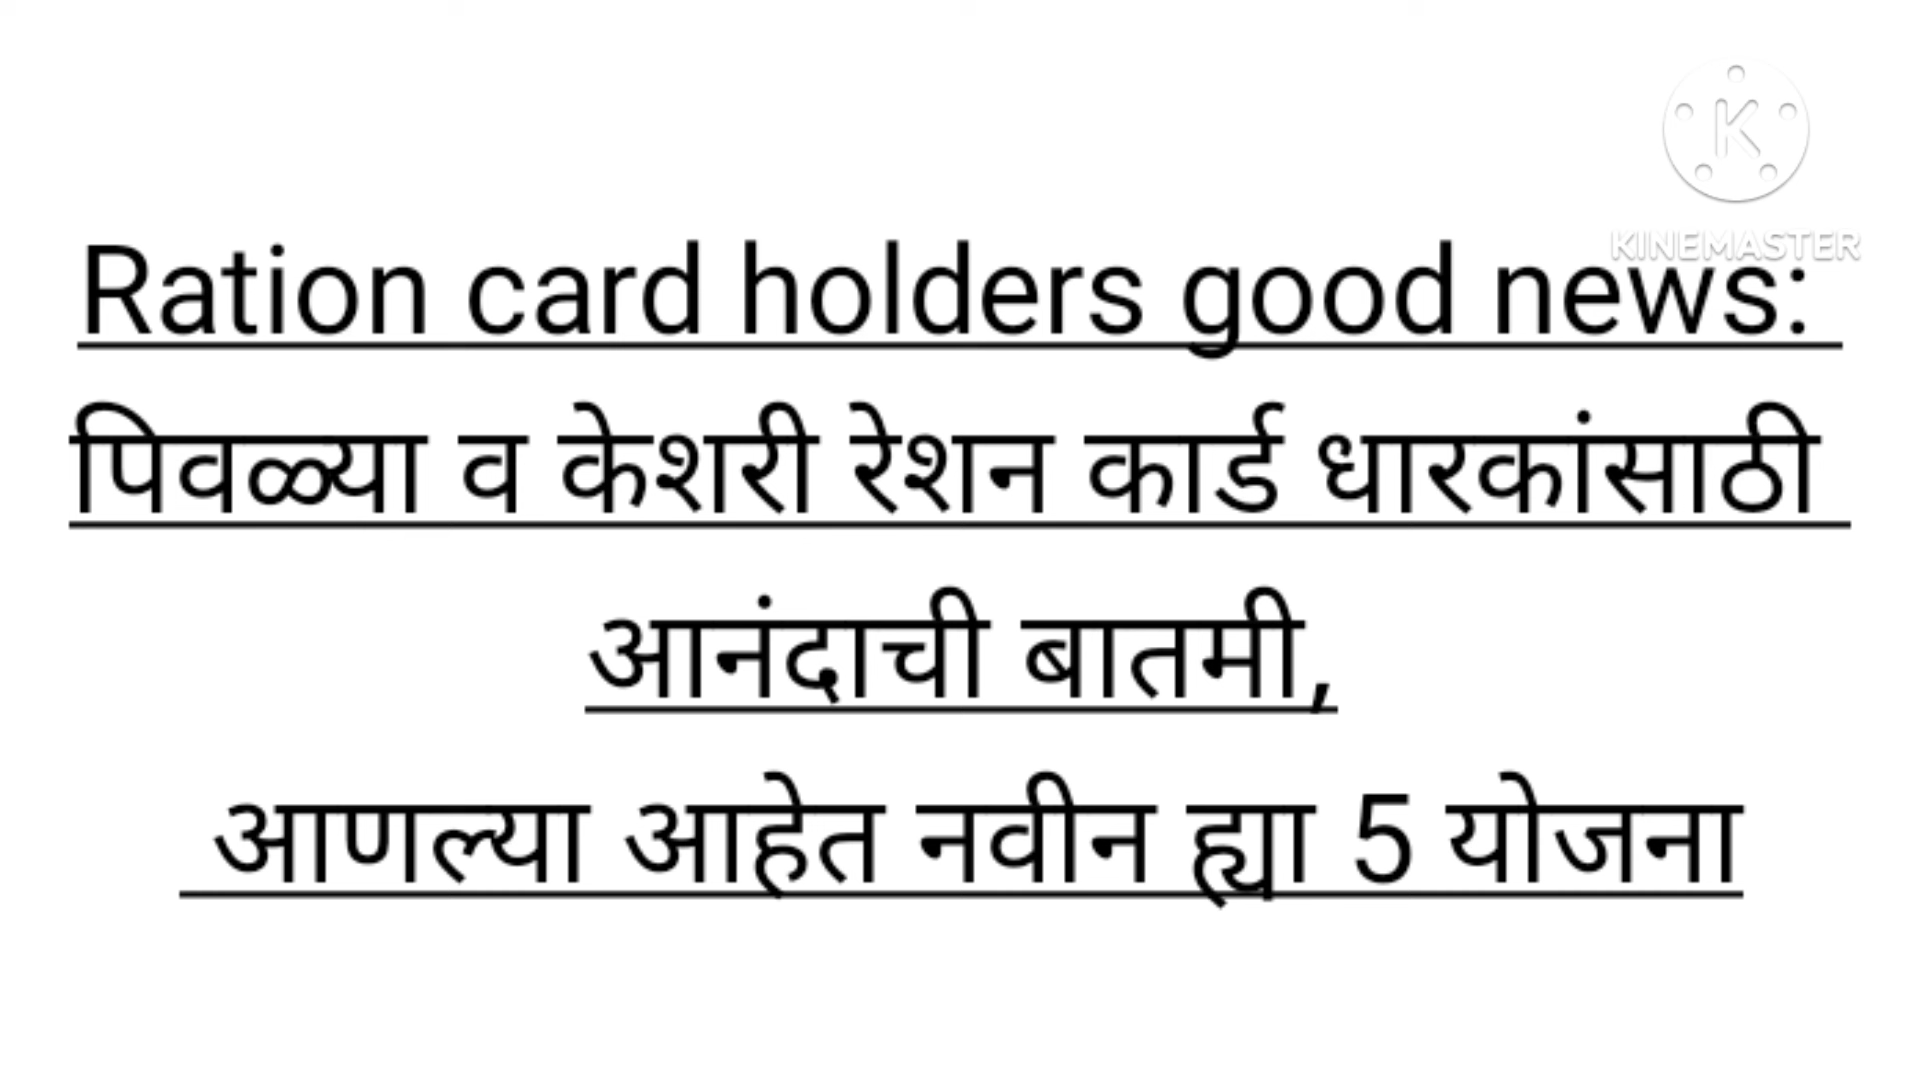 KINEMASTER
Ration card holders good news:
पिवळ्या व केशरी रेशन कार्ड धारकांसाठी
आनंदाची बातमी,
आणल्या आहेत नवीन ह्या 5 योजना